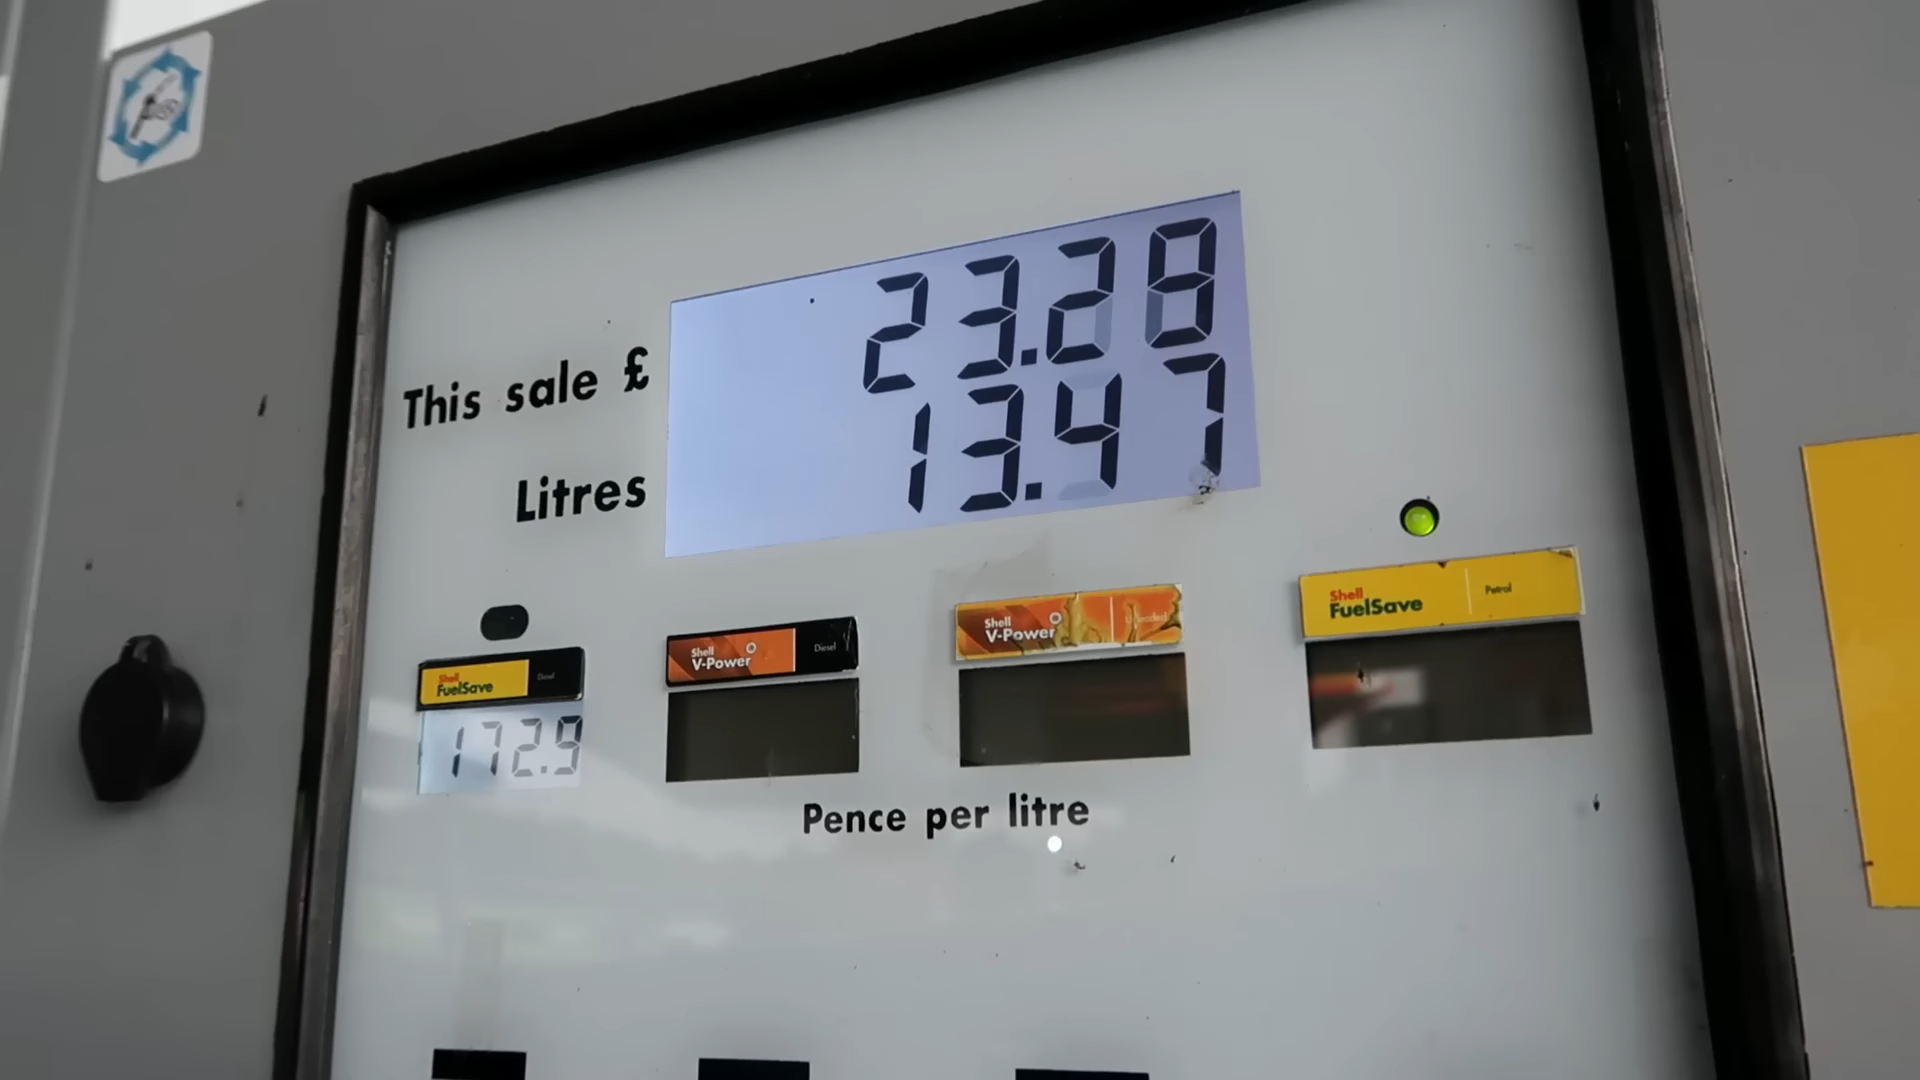 This sale £ 23.28
Litres 13.47
Shell FuelSave Diesel
172.9
Shell V-Power Diesel
Shell V-Power Unleaded
Shell FuelSave Petrol
Pence per litre